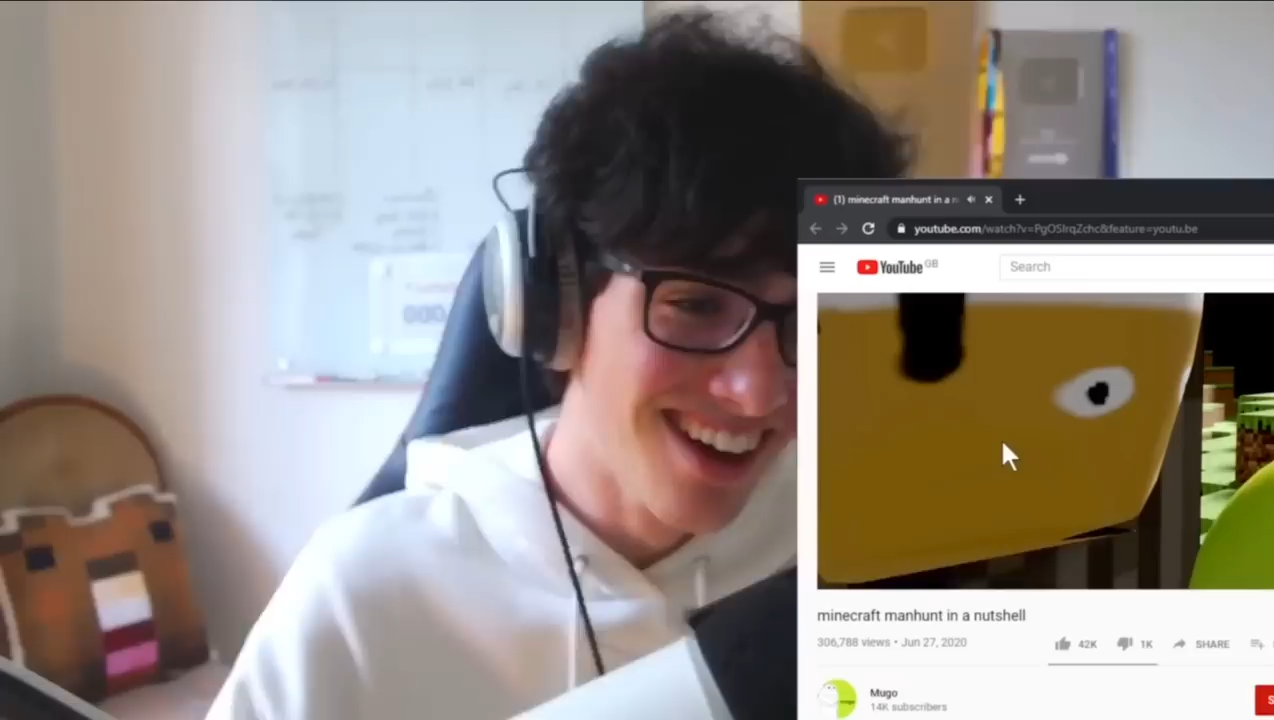 (1) minecraft manhunt in a n
youtube.com/watch?v=PgOSIrqZchc&feature=youtu.be
YouTube GB
Search
minecraft manhunt in a nutshell
306,788 views • Jun 27, 2020
42K
1K
SHARE
Mugo
14K subscribers
S